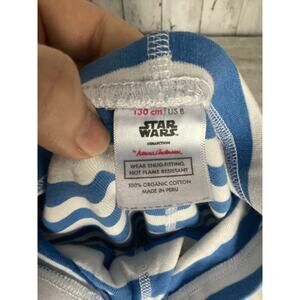 130 cm | US 8
STAR
WARS
COLLECTION
by Hanna Andersson
WEAR SNUG-FITTING,
NOT FLAME RESISTANT
100% ORGANIC COTTON
MADE IN PERU